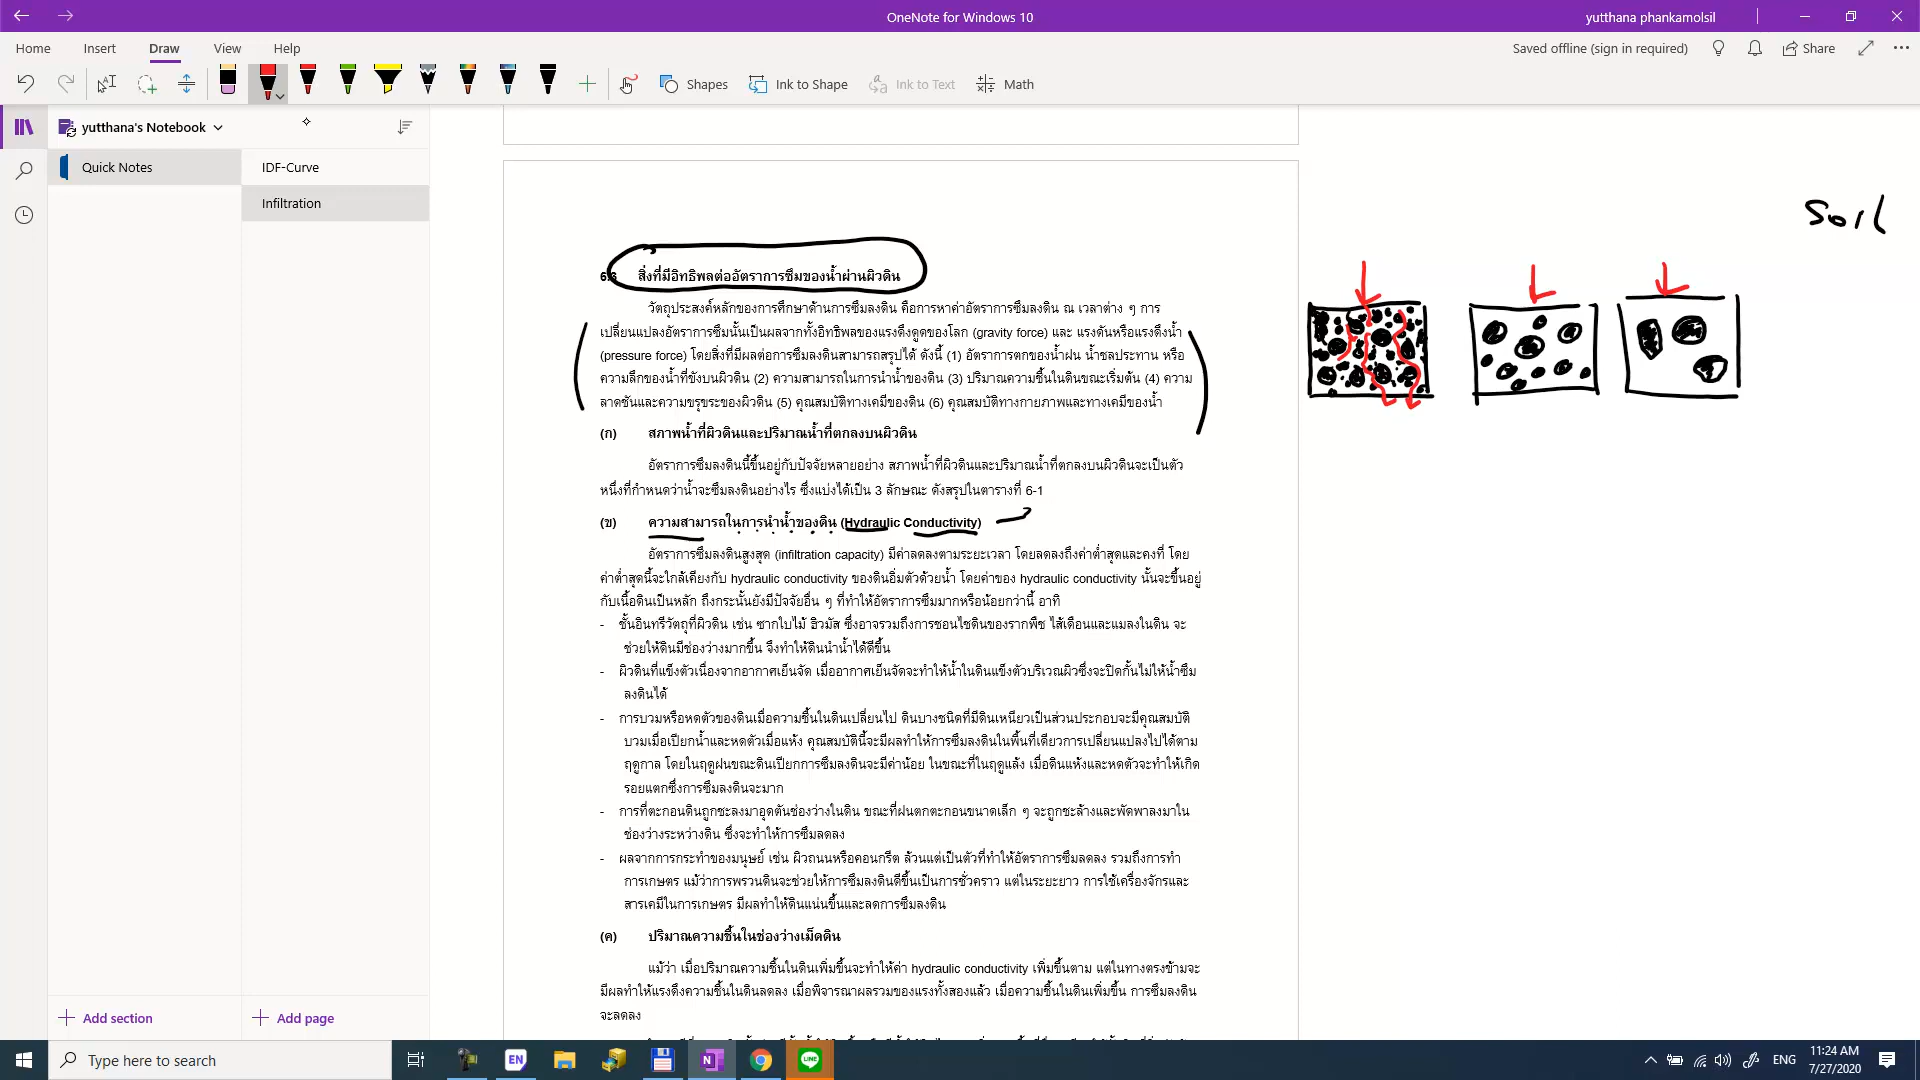 OneNote for Windows 10
yutthana phankamolsil
Home Insert Draw View Help
Saved offline (sign in required)
Share
Shapes
Ink to Shape
Ink to Text
Math
yutthana's Notebook
Quick Notes
IDF-Curve
Infiltration
Soil
6.6 สิ่งที่มีอิทธิพลต่ออัตราการซึมของน้ำผ่านผิวดิน
วัตถุประสงค์หลักของการศึกษาด้านการซึมลงดิน คือการหาค่าอัตราการซึมลงดิน ณ เวลาต่าง ๆ การ
เปลี่ยนแปลงอัตราการซึมนั้นเป็นผลจากทั้งอิทธิพลของแรงดึงดูดของโลก (gravity force) และ แรงดันหรือแรงดึงน้ำ
(pressure force) โดยสิ่งที่มีผลต่อการซึมลงดินสามารถสรุปได้ ดังนี้ (1) อัตราการตกของน้ำฝน น้ำชลประทาน หรือ
ความลึกของน้ำที่ขังบนผิวดิน (2) ความสามารถในการนำน้ำของดิน (3) ปริมาณความชื้นในดินขณะเริ่มต้น (4) ความ
ลาดชันและความขรุขระของผิวดิน (5) คุณสมบัติทางเคมีของดิน (6) คุณสมบัติทางกายภาพและทางเคมีของน้ำ
(ก) สภาพน้ำที่ผิวดินและปริมาณน้ำที่ตกลงบนผิวดิน
อัตราการซึมลงดินนี้ขึ้นอยู่กับปัจจัยหลายอย่าง สภาพน้ำที่ผิวดินและปริมาณน้ำที่ตกลงบนผิวดินจะเป็นตัว
หนึ่งที่กำหนดว่าน้ำจะซึมลงดินอย่างไร ซึ่งแบ่งได้เป็น 3 ลักษณะ ดังสรุปในตารางที่ 6-1
(ข) ความสามารถในการนำน้ำของดิน (Hydraulic Conductivity)
อัตราการซึมลงดินสูงสุด (infiltration capacity) มีค่าลดลงตามระยะเวลา โดยลดลงถึงค่าต่ำสุดและคงที่ โดย
ค่าต่ำสุดนี้จะใกล้เคียงกับ hydraulic conductivity ของดินอิ่มตัวด้วยน้ำ โดยค่าของ hydraulic conductivity นั้นจะขึ้นอยู่
กับเนื้อดินเป็นหลัก ถึงกระนั้นยังมีปัจจัยอื่น ๆ ที่ทำให้อัตราการซึมมากหรือน้อยกว่านี้ อาทิ
- ชั้นอินทรีวัตถุที่ผิวดิน เช่น ซากใบไม้ ฮิวมัส ซึ่งอาจรวมถึงการชอนไชดินของรากพืช ไส้เดือนและแมลงในดิน จะ
ช่วยให้ดินมีช่องว่างมากขึ้น จึงทำให้ดินนำน้ำได้ดีขึ้น
- ผิวดินที่แข็งตัวเนื่องจากอากาศเย็นจัด เมื่ออากาศเย็นจัดจะทำให้น้ำในดินแข็งตัวบริเวณผิวซึ่งจะปิดกั้นไม่ให้น้ำซึม
ลงดินได้
- การบวมหรือหดตัวของดินเมื่อความชื้นในดินเปลี่ยนไป ดินบางชนิดที่มีดินเหนียวเป็นส่วนประกอบจะมีคุณสมบัติ
บวมเมื่อเปียกน้ำและหดตัวเมื่อแห้ง คุณสมบัตินี้จะมีผลทำให้การซึมลงดินในพื้นที่เดียวการเปลี่ยนแปลงไปได้ตาม
ฤดูกาล โดยในฤดูฝนขณะดินเปียกการซึมลงดินจะมีค่าน้อย ในขณะที่ในฤดูแล้ง เมื่อดินแห้งและหดตัวจะทำให้เกิด
รอยแตกซึ่งการซึมลงดินจะมาก
- การที่ตะกอนดินถูกชะลงมาอุดตันช่องว่างในดิน ขณะที่ฝนตกตะกอนขนาดเล็ก ๆ จะถูกชะล้างและพัดพาลงมาใน
ช่องว่างระหว่างดิน ซึ่งจะทำให้การซึมลดลง
- ผลจากการกระทำของมนุษย์ เช่น ผิวถนนหรือคอนกรีต ล้วนแต่เป็นตัวที่ทำให้อัตราการซึมลดลง รวมถึงการทำ
การเกษตร แม้ว่าการพรวนดินจะช่วยให้การซึมลงดินดีขึ้นเป็นการชั่วคราว แต่ในระยะยาว การใช้เครื่องจักรและ
สารเคมีในการเกษตร มีผลทำให้ดินแน่นขึ้นและลดการซึมลงดิน
(ค) ปริมาณความชื้นในช่องว่างเม็ดดิน
แม้ว่า เมื่อปริมาณความชื้นในดินเพิ่มขึ้นจะทำให้ค่า hydraulic conductivity เพิ่มขึ้นตาม แต่ในทางตรงข้ามจะ
มีผลทำให้แรงดึงความชื้นในดินลดลง เมื่อพิจารณาผลรวมของแรงทั้งสองแล้ว เมื่อความชื้นในดินเพิ่มขึ้น การซึมลงดิน
จะลดลง
Add section
Add page
Type here to search
EN
LINE
ENG
11:24 AM
7/27/2020